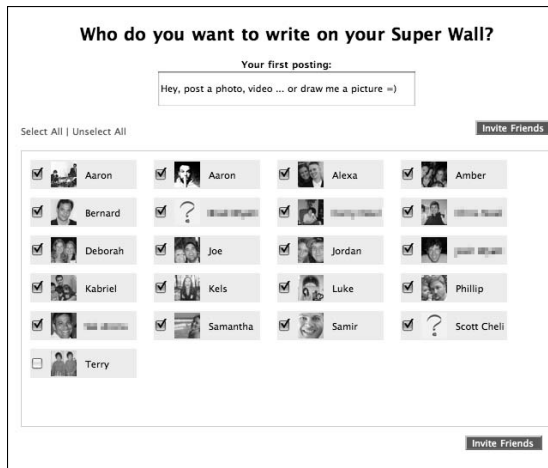 Who do you want to write on your Super Wall?
Your first posting:
Hey, post a photo, video ... or draw me a picture =)
Select All | Unselect All
Invite Friends
Aaron Aaron Alexa Amber
Bernard
Deborah Joe Jordan
Kabriel Kels Luke Phillip
Samantha Samir Scott Cheli
Terry
Invite Friends